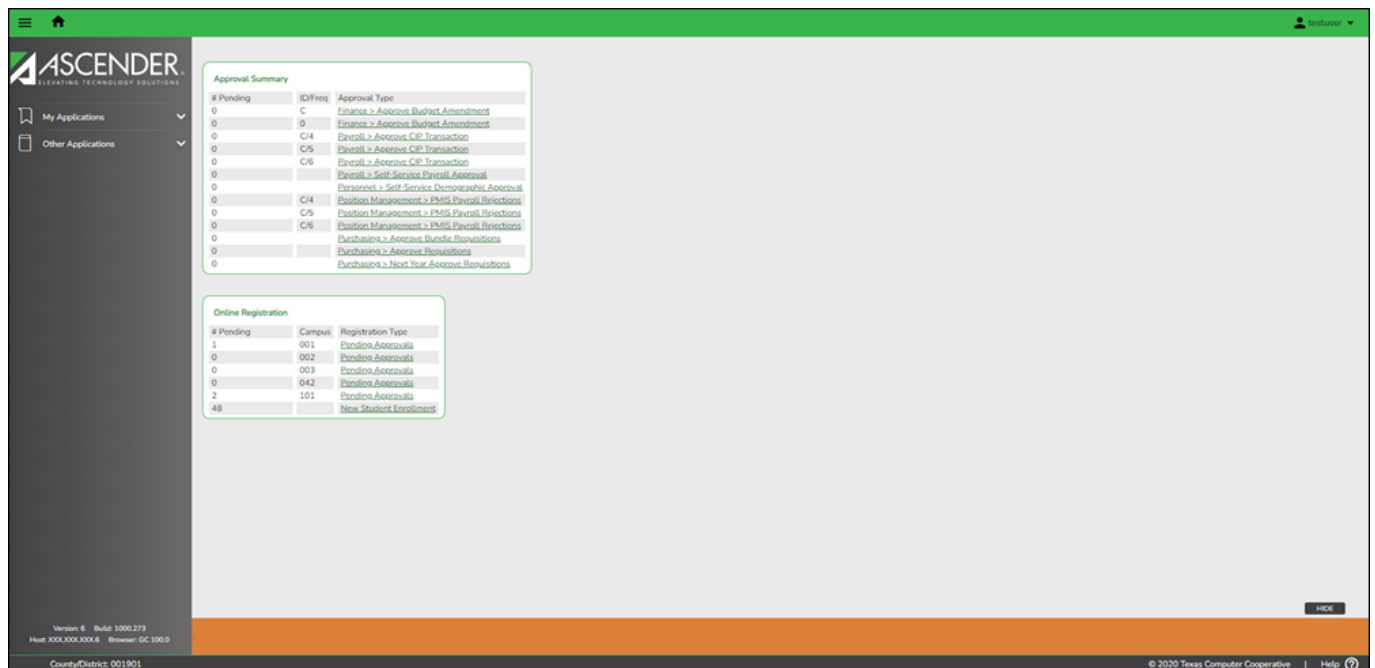 testuser
ASCENDER.
ELEVATING TECHNOLOGY SOLUTIONS
My Applications
Other Applications
Approval Summary
# Pending ID/Freq Approval Type
0 C Finance > Approve Budget Amendment
0 0 Finance > Approve Budget Amendment
0 C/4 Payroll > Approve CIP Transaction
0 C/5 Payroll > Approve CIP Transaction
0 C/6 Payroll > Approve CIP Transaction
0 Payroll > Self-Service Payroll Approval
0 Personnel > Self-Service Demographic Approval
0 C/4 Position Management > PMIS Payroll Rejections
0 C/5 Position Management > PMIS Payroll Rejections
0 C/6 Position Management > PMIS Payroll Rejections
0 Purchasing > Approve Bundle Requisitions
0 Purchasing > Approve Requisitions
0 Purchasing > Next Year Approve Requisitions
Online Registration
# Pending Campus Registration Type
1 001 Pending Approvals
0 002 Pending Approvals
0 003 Pending Approvals
0 042 Pending Approvals
2 101 Pending Approvals
48 New Student Enrollment
HIDE
Version: 6 Build: 1000.273
Host: XXX.XXX.XXX.6 Browser: GC 100.0
County/District: 001901
© 2020 Texas Computer Cooperative | Help ?